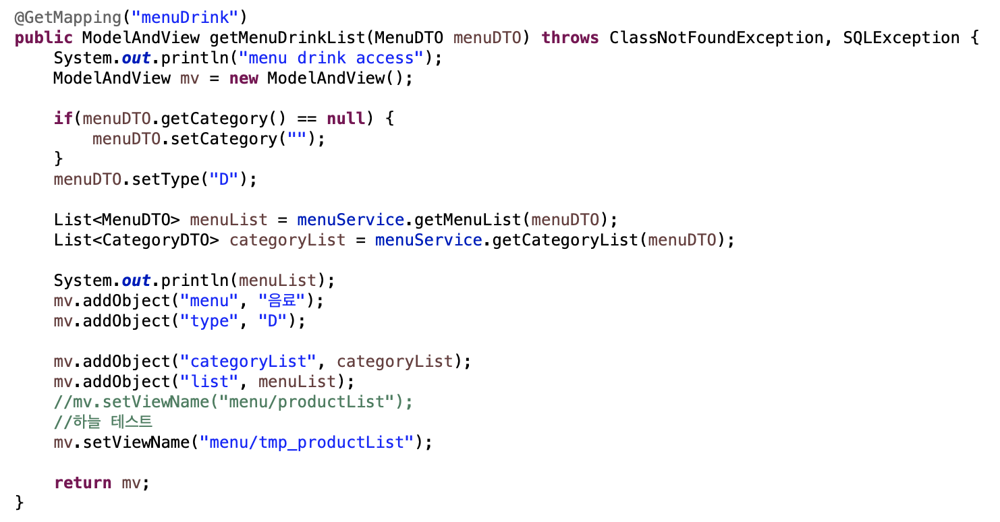 @GetMapping("menuDrink")
public ModelAndView getMenuDrinkList(MenuDTO menuDTO) throws ClassNotFoundException, SQLException {
    System.out.println("menu drink access");
    ModelAndView mv = new ModelAndView();

    if(menuDTO.getCategory() == null) {
        menuDTO.setCategory("");
    }
    menuDTO.setType("D");

    List<MenuDTO> menuList = menuService.getMenuList(menuDTO);
    List<CategoryDTO> categoryList = menuService.getCategoryList(menuDTO);

    System.out.println(menuList);
    mv.addObject("menu", "음료");
    mv.addObject("type", "D");

    mv.addObject("categoryList", categoryList);
    mv.addObject("list", menuList);
    //mv.setViewName("menu/productList");
    //하늘 테스트
    mv.setViewName("menu/tmp_productList");

    return mv;
}